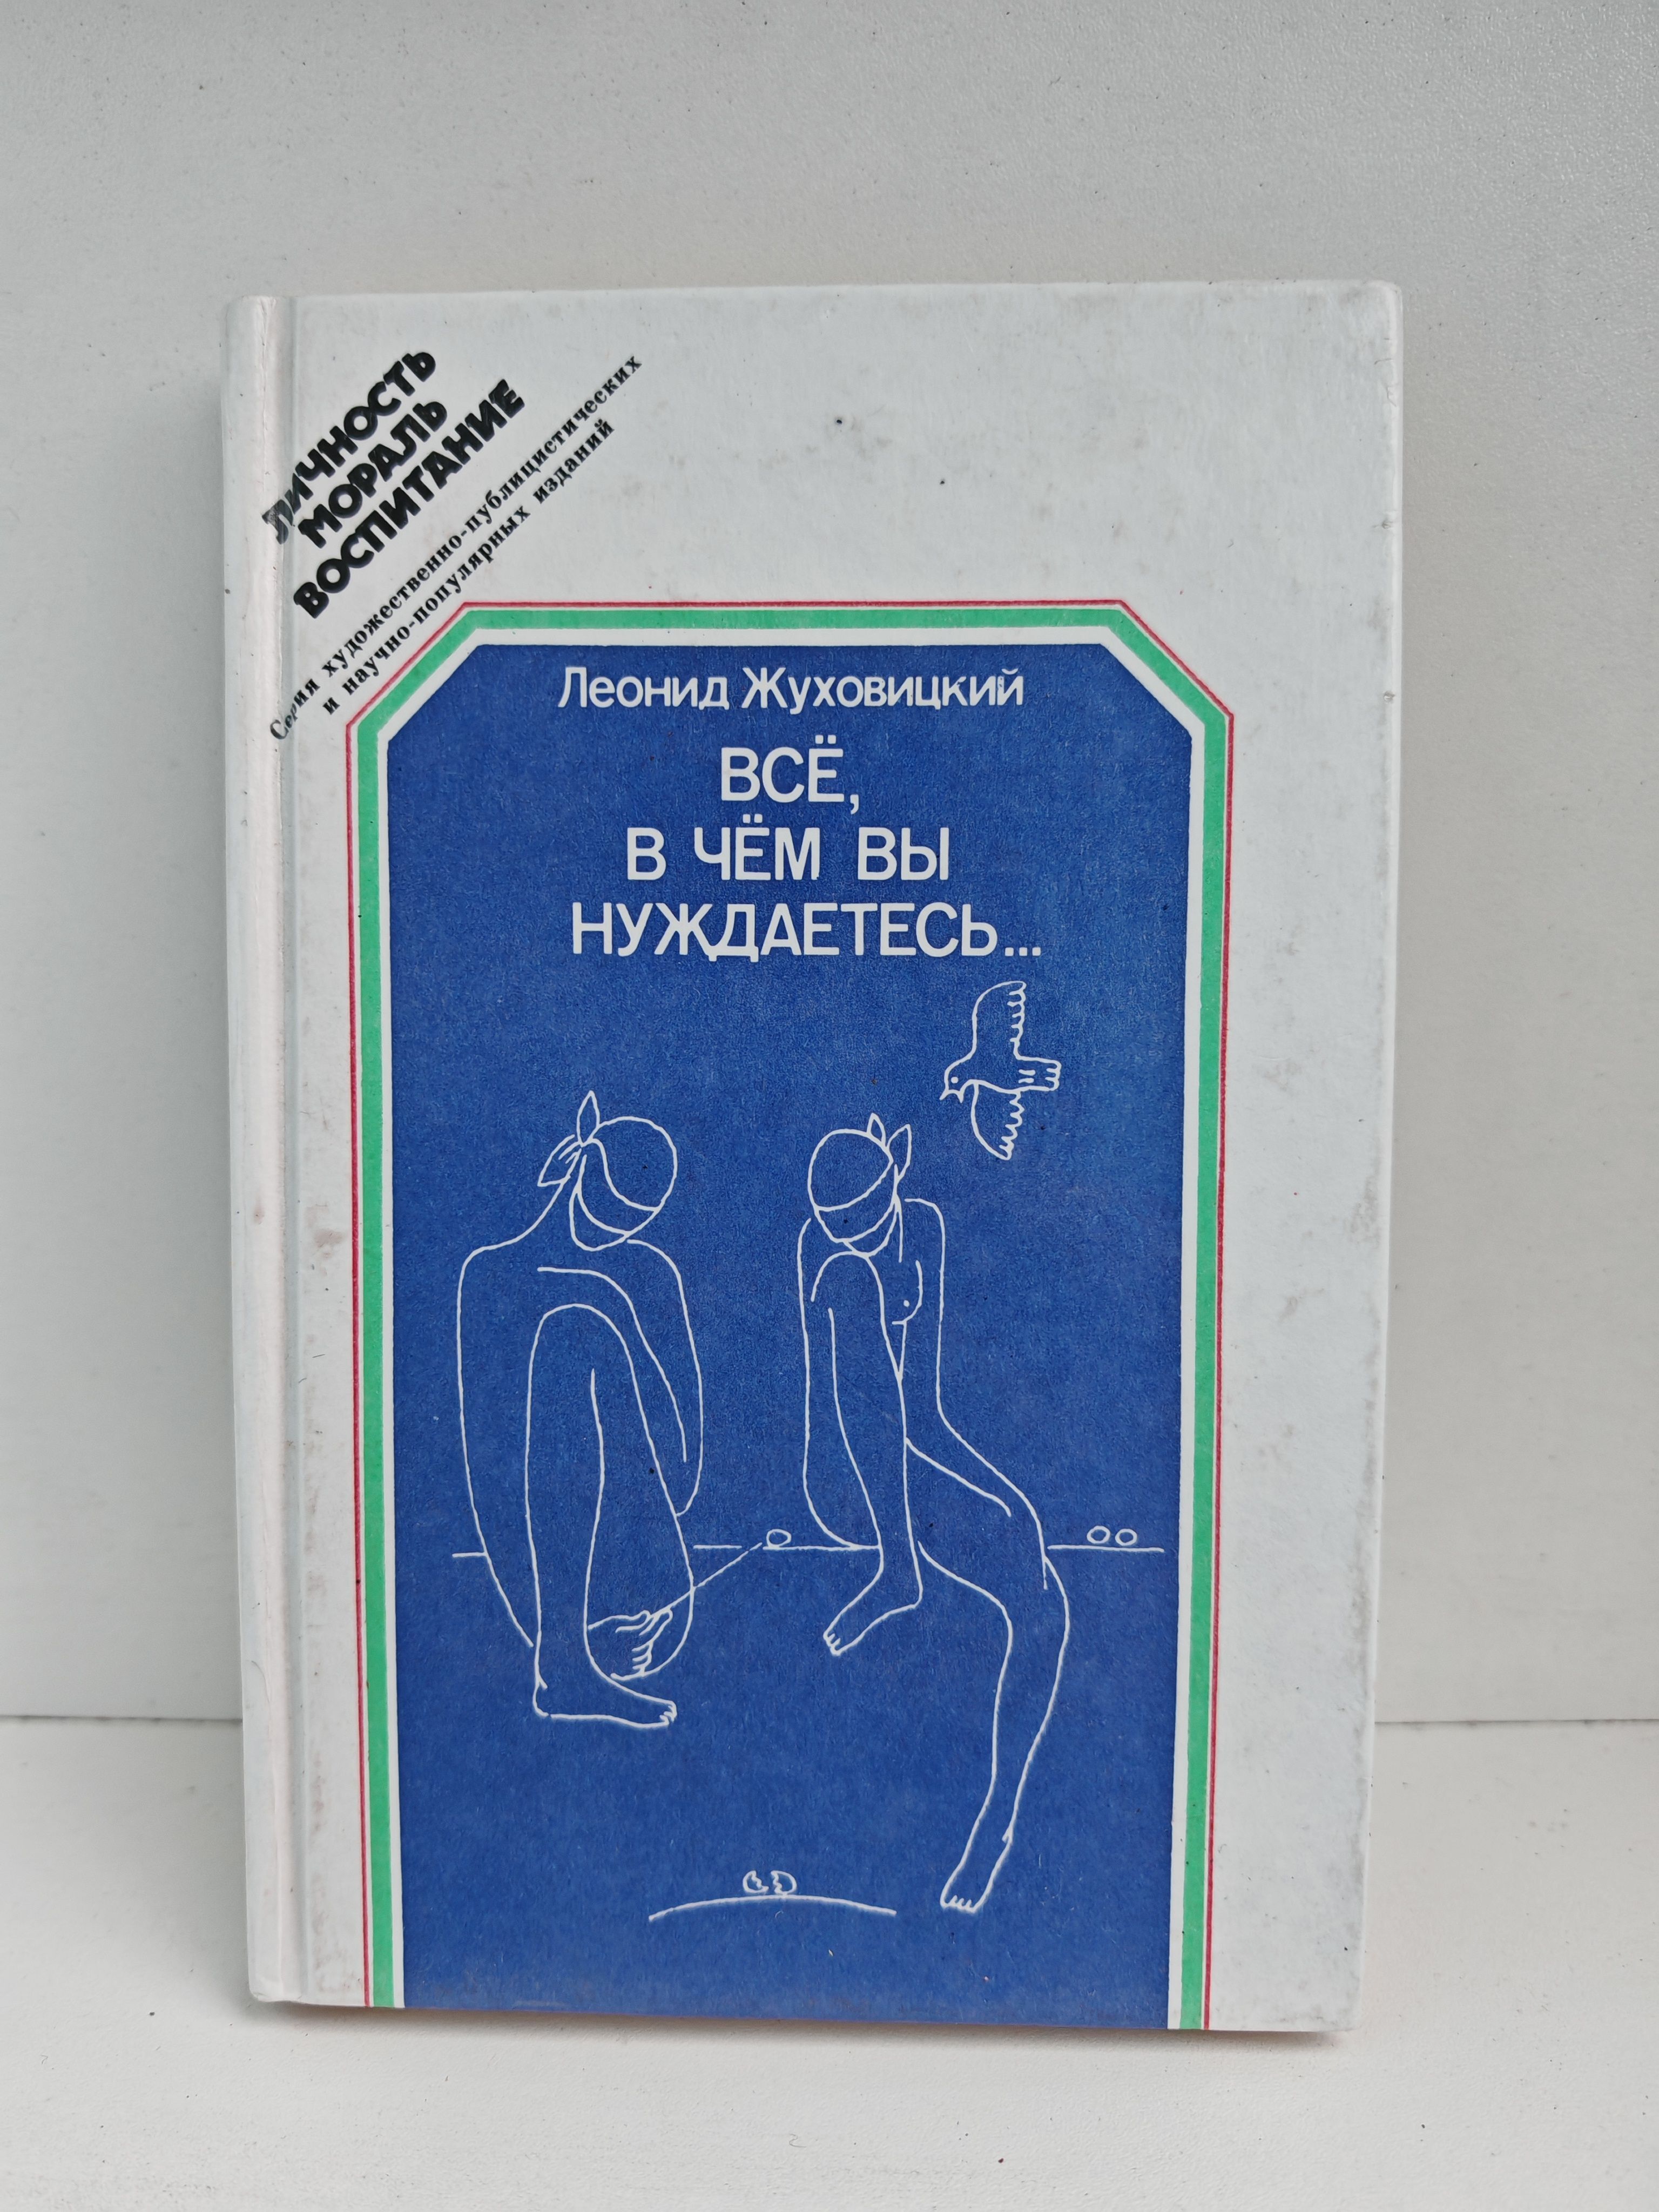 ЛИЧНОСТЬ
МОРАЛЬ
ВОСПИТАНИЕ
Серия художественно-публицистических
и научно-популярных изданий
Леонид Жуховицкий
ВСЁ,
В ЧЁМ ВЫ
НУЖДАЕТЕСЬ...